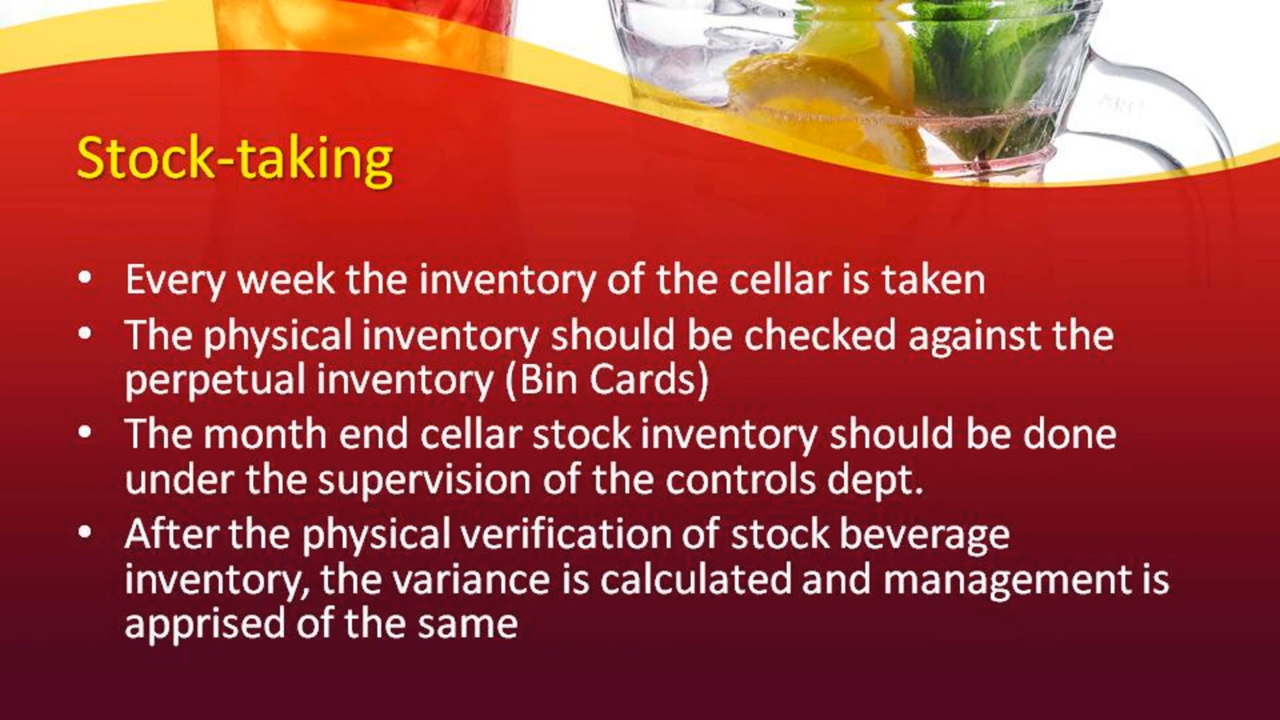 Stock-taking
• Every week the inventory of the cellar is taken
• The physical inventory should be checked against the
perpetual inventory (Bin Cards)
• The month end cellar stock inventory should be done
under the supervision of the controls dept.
• After the physical verification of stock beverage
inventory, the variance is calculated and management is
apprised of the same